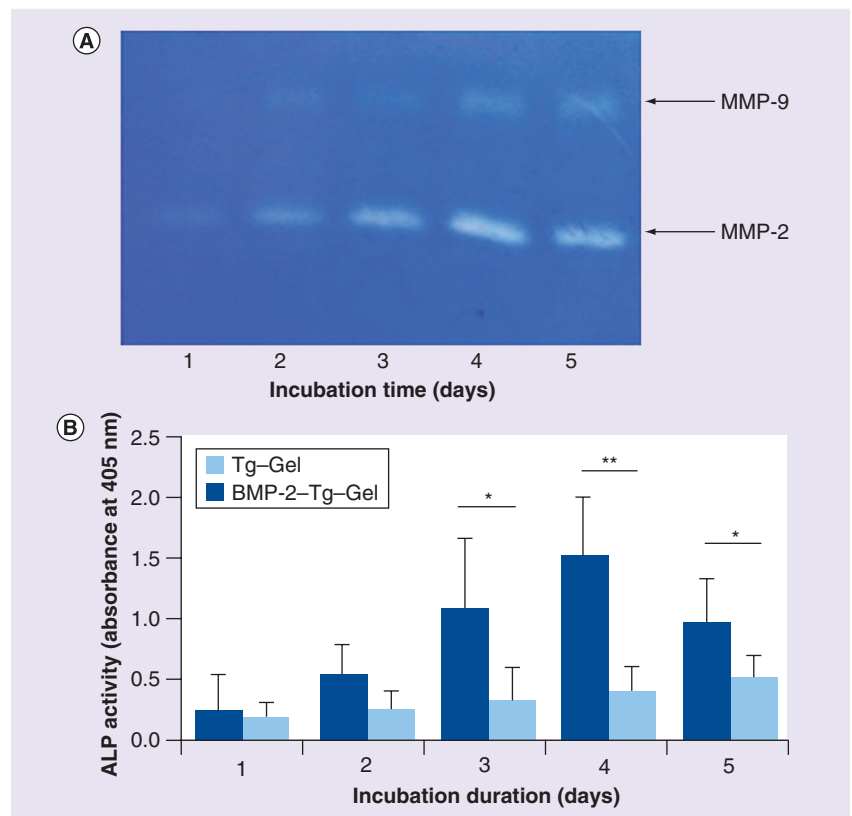 A
MMP-9
MMP-2
1 2 3 4 5
Incubation time (days)
B
ALP activity (absorbance at 405 nm)
2.5
2.0
1.5
1.0
0.5
0.0
Tg–Gel
BMP-2–Tg–Gel
*
**
*
1 2 3 4 5
Incubation duration (days)